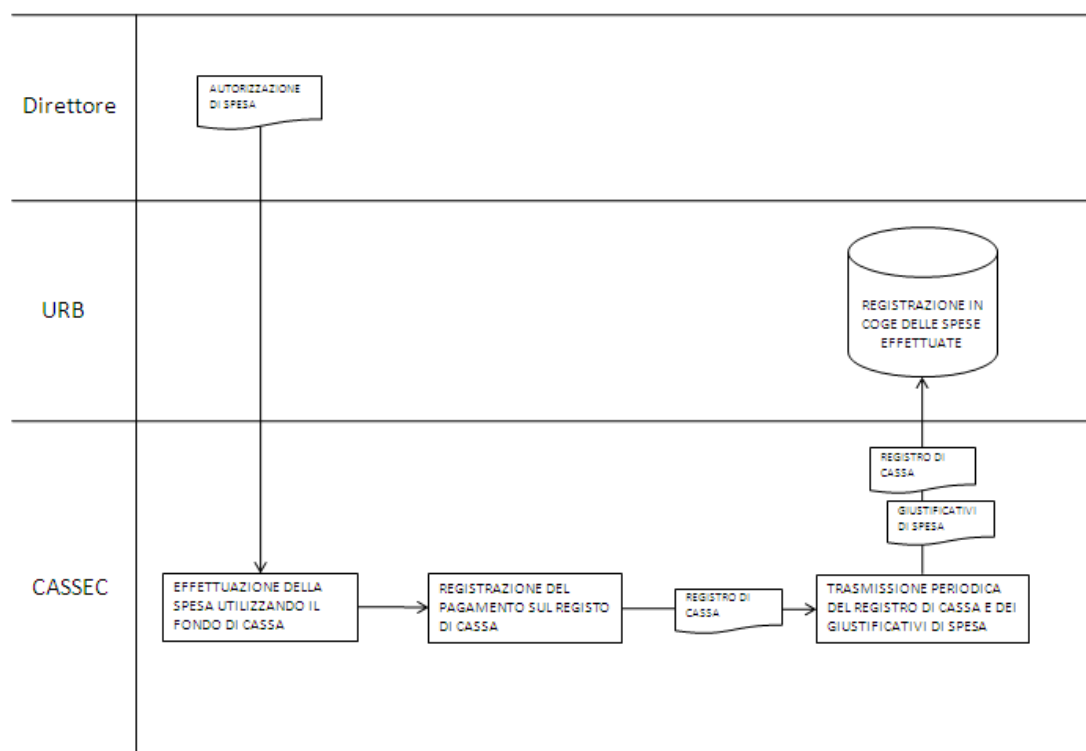 Direttore
AUTORIZZAZIONE
DI SPESA
URB
REGISTRAZIONE IN
COGE DELLE SPESE
EFFETTUATE
CASSEC
REGISTRO DI
CASSA
GIUSTIFICATIVI
DI SPESA
EFFETTUAZIONE DELLA
SPESA UTILIZZANDO IL
FONDO DI CASSA
REGISTRAZIONE DEL
PAGAMENTO SUL REGISTO
DI CASSA
REGISTRO DI
CASSA
TRASMISSIONE PERIODICA
DEL REGISTRO DI CASSA E DEI
GIUSTIFICATIVI DI SPESA